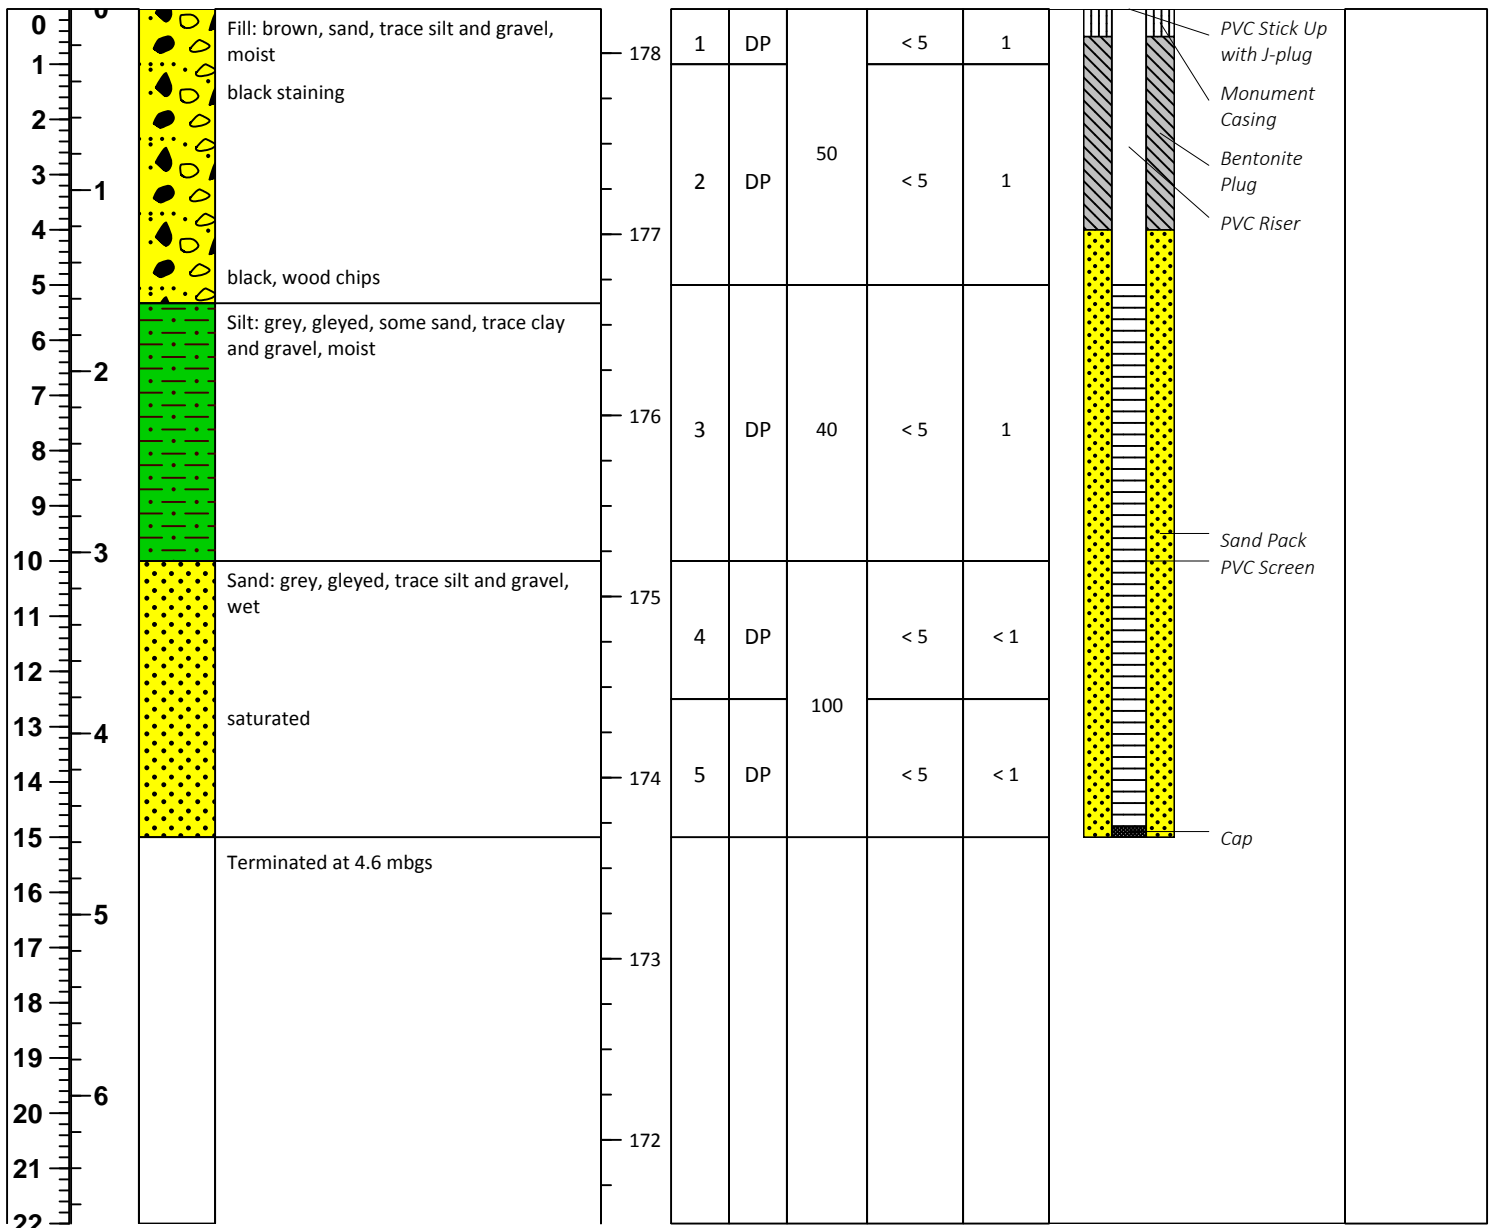 0
1
2
3
4
5
6
7
8
9
10
11
12
13
14
15
16
17
18
19
20
21
22
0
1
2
3
4
5
6
Fill: brown, sand, trace silt and gravel,
moist
black staining
black, wood chips
Silt: grey, gleyed, some sand, trace clay
and gravel, moist
Sand: grey, gleyed, trace silt and gravel,
wet
saturated
Terminated at 4.6 mbgs
178
177
176
175
174
173
172
1 DP < 5 1
50
2 DP < 5 1
3 DP 40 < 5 1
4 DP < 5 < 1
100
5 DP < 5 < 1
PVC Stick Up
with J-plug
Monument
Casing
Bentonite
Plug
PVC Riser
Sand Pack
PVC Screen
Cap